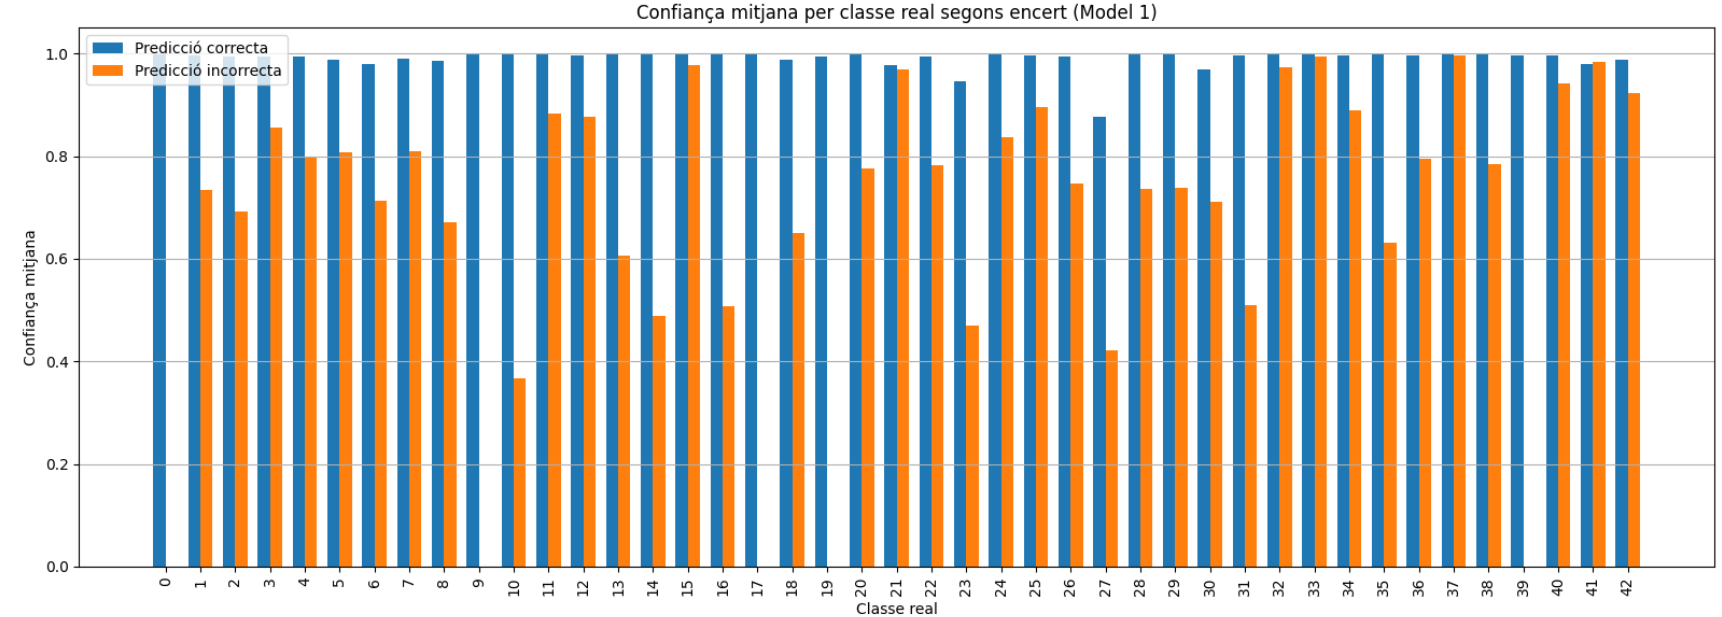 Confiança mitjana per classe real segons encert (Model 1)
Predicció correcta
Predicció incorrecta
Confiança mitjana
1.0
0.8
0.6
0.4
0.2
0.0
0 1 2 3 4 5 6 7 8 9 10 11 12 13 14 15 16 17 18 19 20 21 22 23 24 25 26 27 28 29 30 31 32 33 34 35 36 37 38 39 40 41 42
Classe real